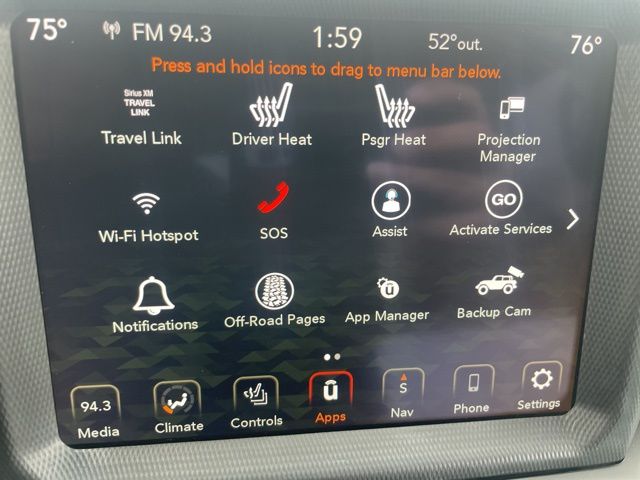 75° FM 94.3 1:59 52°out. 76°
Press and hold icons to drag to menu bar below.
Sirius XM
TRAVEL
LINK
Travel Link Driver Heat Psgr Heat Projection
Manager
GO
Wi-Fi Hotspot SOS Assist Activate Services
u
Notifications Off-Road Pages App Manager Backup Cam
94.3 u S
Media Climate Controls Apps Nav Phone Settings